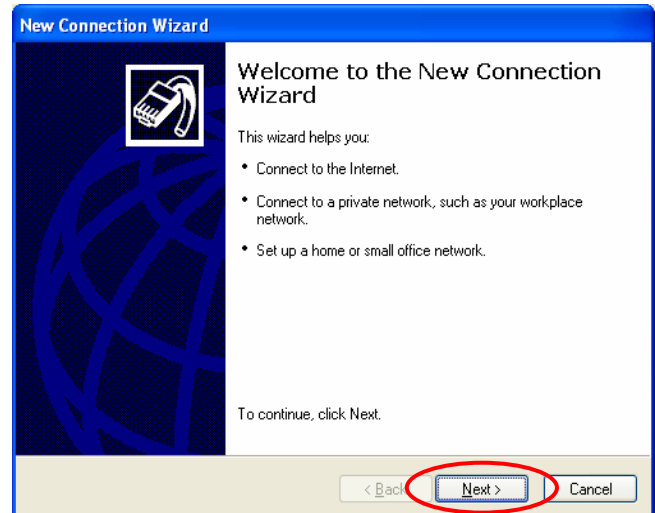 New Connection Wizard
Welcome to the New Connection
Wizard
This wizard helps you:
• Connect to the Internet.
• Connect to a private network, such as your workplace
network.
• Set up a home or small office network.
To continue, click Next.
< Back Next > Cancel